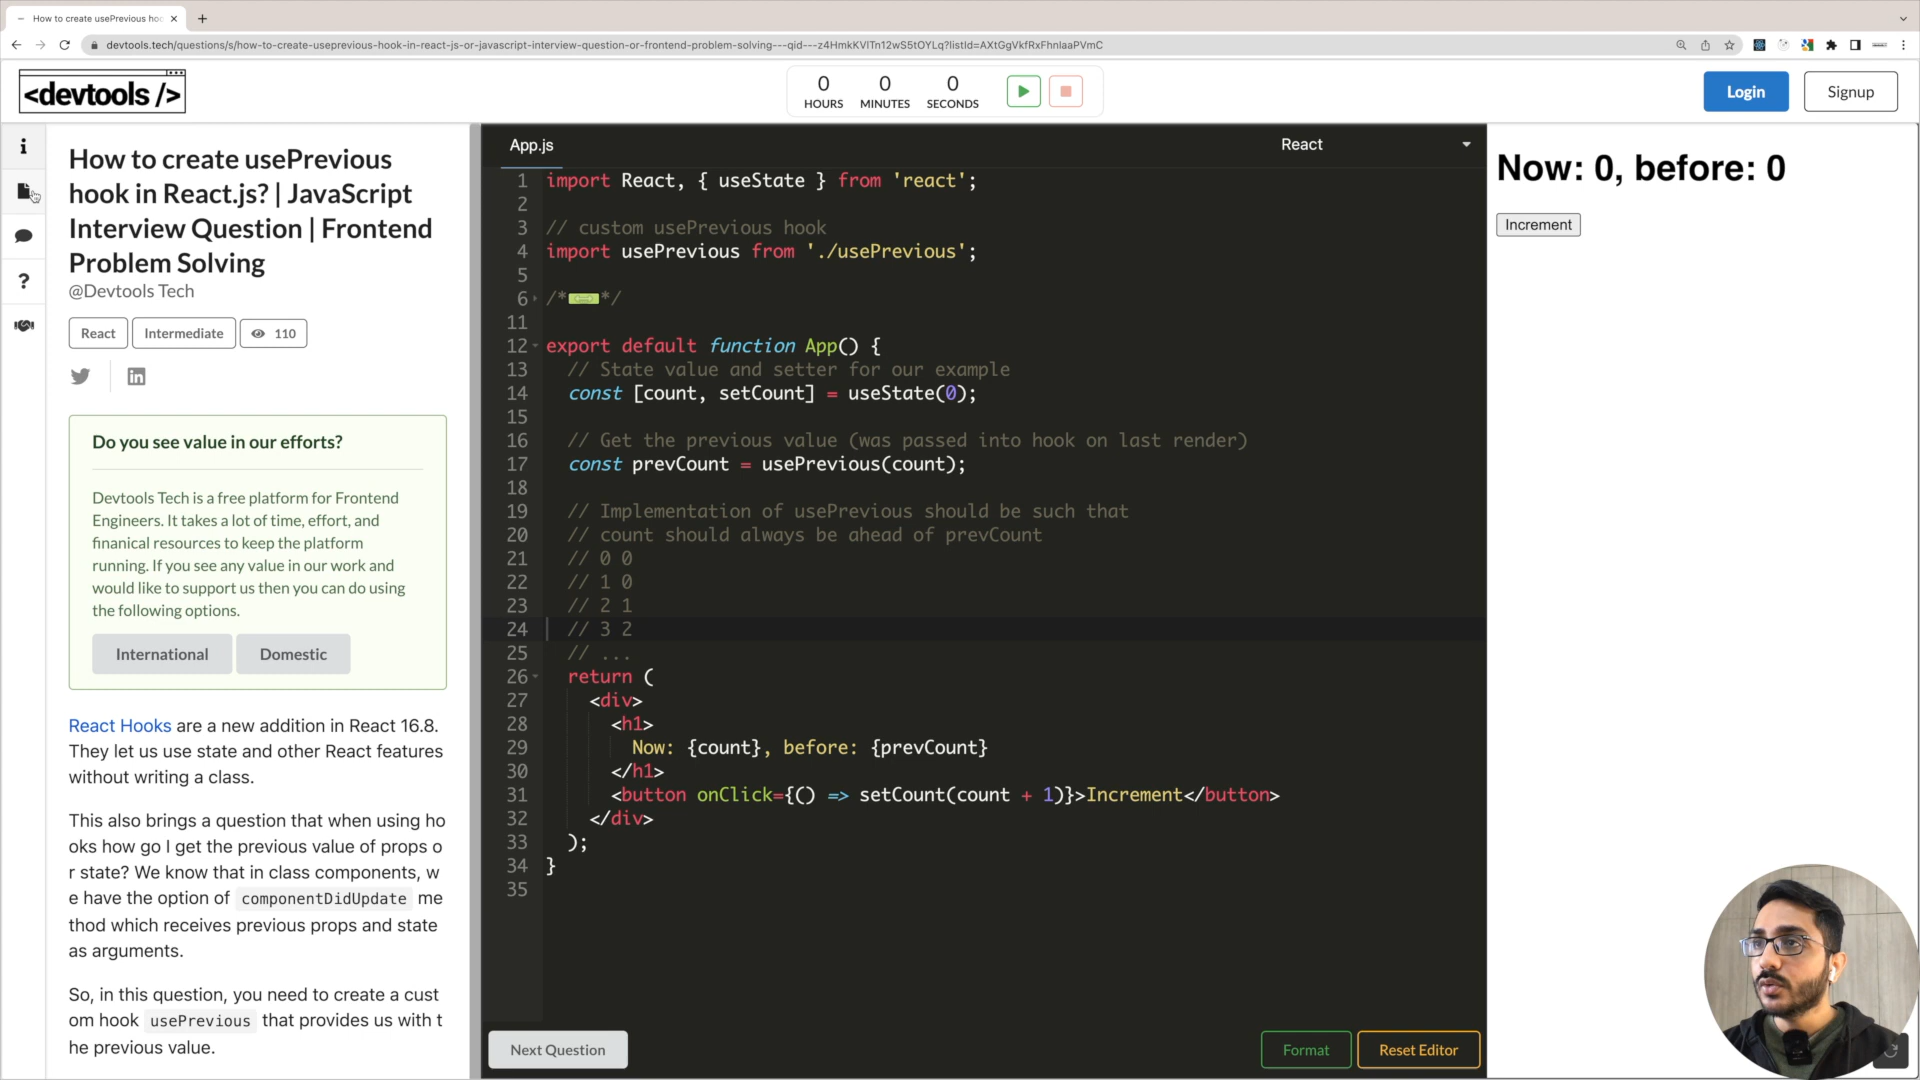 How to create usePrevious hoo
devtools.tech/questions/s/how-to-create-useprevious-hook-in-react-js-or-javascript-interview-question-or-frontend-problem-solving---qid---z4HmkKVlTn12wS5tOYLq?listId=AXtGgVkfRxFhnlaaPVmC
<devtools />
0 0 0
HOURS MINUTES SECONDS
Login
Signup
How to create usePrevious
hook in React.js? | JavaScript
Interview Question | Frontend
Problem Solving
@Devtools Tech
React Intermediate 110
Do you see value in our efforts?
Devtools Tech is a free platform for Frontend
Engineers. It takes a lot of time, effort, and
finanical resources to keep the platform
running. If you see any value in our work and
would like to support us then you can do using
the following options.
International Domestic
React Hooks are a new addition in React 16.8.
They let us use state and other React features
without writing a class.
This also brings a question that when using ho
oks how go I get the previous value of props o
r state? We know that in class components, w
e have the option of componentDidUpdate me
thod which receives previous props and state
as arguments.
So, in this question, you need to create a cust
om hook usePrevious that provides us with t
he previous value.
App.js
React
1 import React, { useState } from 'react';
2
3 // custom usePrevious hook
4 import usePrevious from './usePrevious';
5
6 /* */
11
12 export default function App() {
13 // State value and setter for our example
14 const [count, setCount] = useState(0);
15
16 // Get the previous value (was passed into hook on last render)
17 const prevCount = usePrevious(count);
18
19 // Implementation of usePrevious should be such that
20 // count should always be ahead of prevCount
21 // 0 0
22 // 1 0
23 // 2 1
24 // 3 2
25 // ...
26 return (
27 <div>
28 <h1>
29 Now: {count}, before: {prevCount}
30 </h1>
31 <button onClick={() => setCount(count + 1)}>Increment</button>
32 </div>
33 );
34 }
35
Next Question
Format
Reset Editor
Now: 0, before: 0
Increment